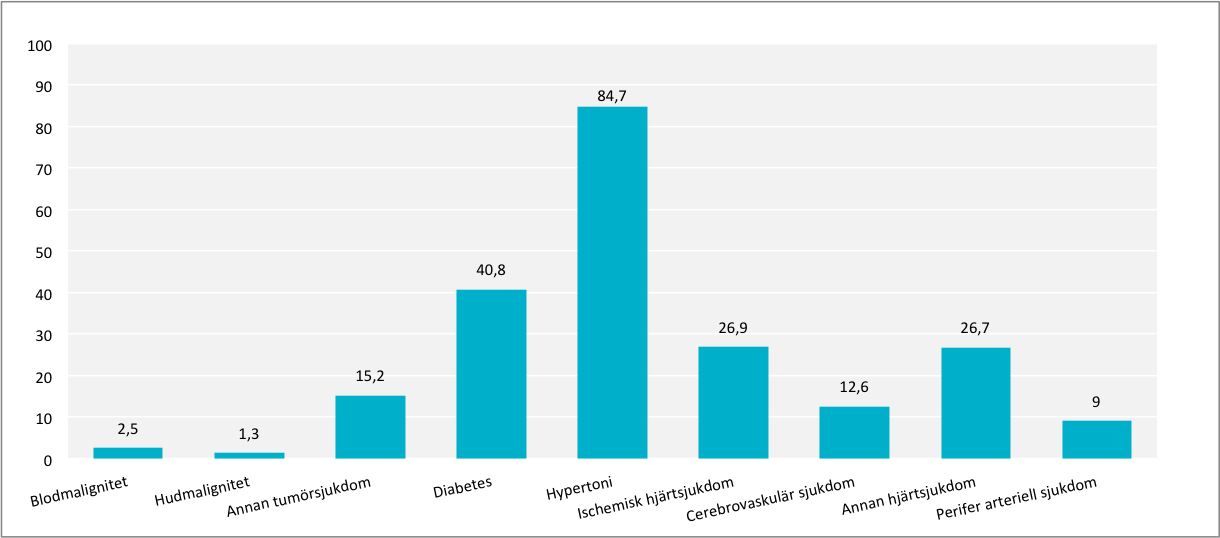 100
90
80
70
60
50
40
30
20
10
0
2,5
1,3
15,2
40,8
84,7
26,9
12,6
26,7
9
Blodmalignitet
Hudmalignitet
Annan tumörsjukdom
Diabetes
Hypertoni
Ischemisk hjärtsjukdom
Cerebrovaskulär sjukdom
Annan hjärtsjukdom
Perifer arteriell sjukdom